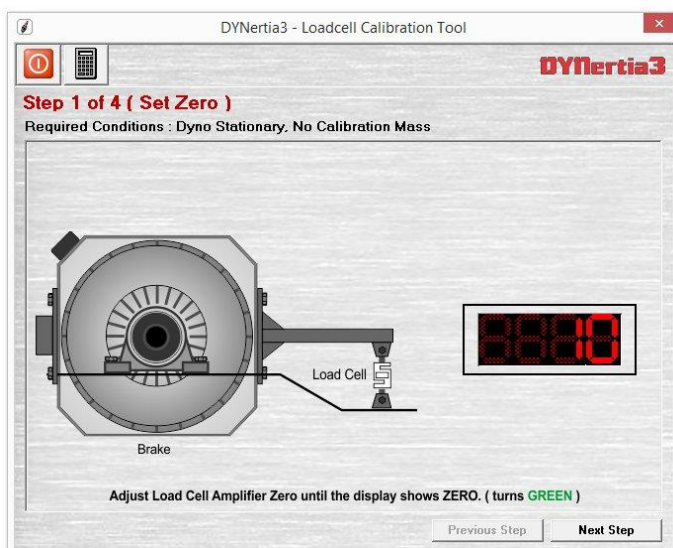 DYNertia3 - Loadcell Calibration Tool
DYNertia3
Step 1 of 4 ( Set Zero )
Required Conditions : Dyno Stationary, No Calibration Mass
10
Load Cell
Brake
Adjust Load Cell Amplifier Zero until the display shows ZERO. ( turns GREEN )
Previous Step Next Step